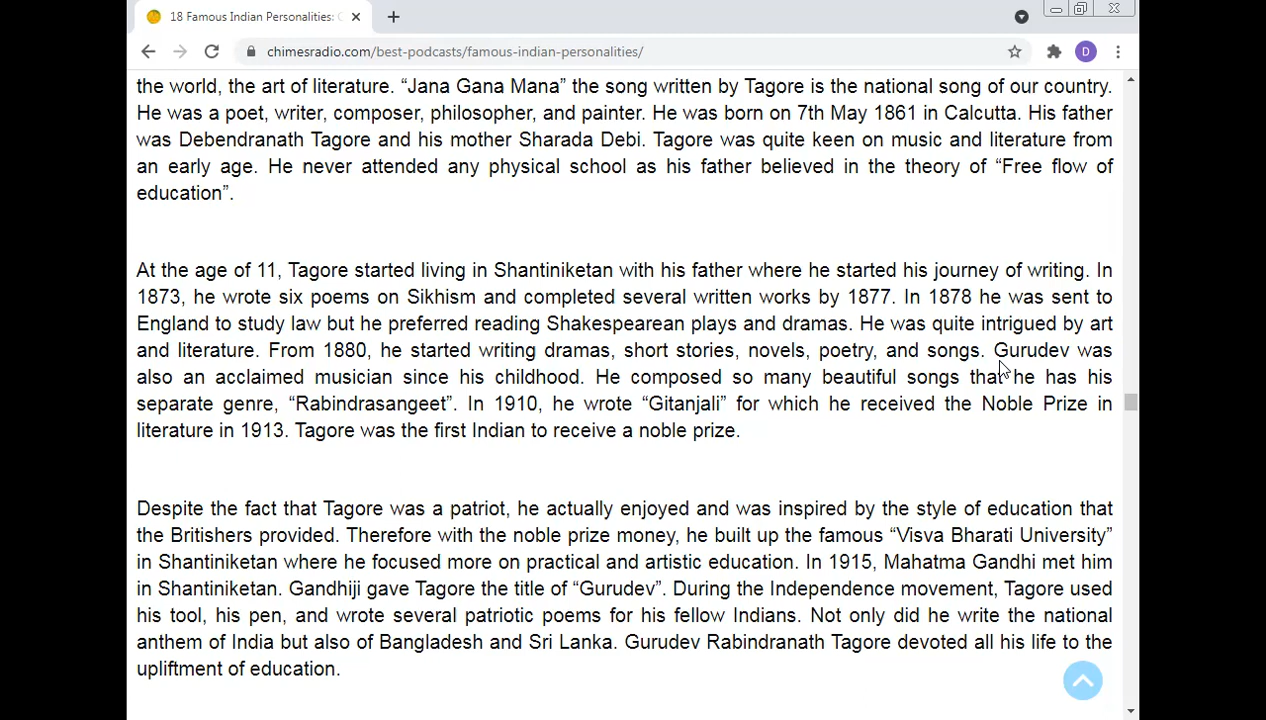 18 Famous Indian Personalities:
chimesradio.com/best-podcasts/famous-indian-personalities/
D
the world, the art of literature. “Jana Gana Mana” the song written by Tagore is the national song of our country.
He was a poet, writer, composer, philosopher, and painter. He was born on 7th May 1861 in Calcutta. His father
was Debendranath Tagore and his mother Sharada Debi. Tagore was quite keen on music and literature from
an early age. He never attended any physical school as his father believed in the theory of “Free flow of
education”.
At the age of 11, Tagore started living in Shantiniketan with his father where he started his journey of writing. In
1873, he wrote six poems on Sikhism and completed several written works by 1877. In 1878 he was sent to
England to study law but he preferred reading Shakespearean plays and dramas. He was quite intrigued by art
and literature. From 1880, he started writing dramas, short stories, novels, poetry, and songs. Gurudev was
also an acclaimed musician since his childhood. He composed so many beautiful songs that he has his
separate genre, “Rabindrasangeet”. In 1910, he wrote “Gitanjali” for which he received the Noble Prize in
literature in 1913. Tagore was the first Indian to receive a noble prize.
Despite the fact that Tagore was a patriot, he actually enjoyed and was inspired by the style of education that
the Britishers provided. Therefore with the noble prize money, he built up the famous “Visva Bharati University”
in Shantiniketan where he focused more on practical and artistic education. In 1915, Mahatma Gandhi met him
in Shantiniketan. Gandhiji gave Tagore the title of “Gurudev”. During the Independence movement, Tagore used
his tool, his pen, and wrote several patriotic poems for his fellow Indians. Not only did he write the national
anthem of India but also of Bangladesh and Sri Lanka. Gurudev Rabindranath Tagore devoted all his life to the
upliftment of education.